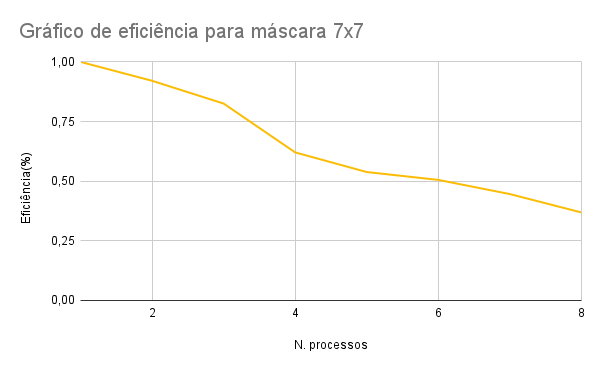 Gráfico de eficiência para máscara 7x7
1,00
0,75
0,50
0,25
0,00
Eficiência(%)
2 4 6 8
N. processos